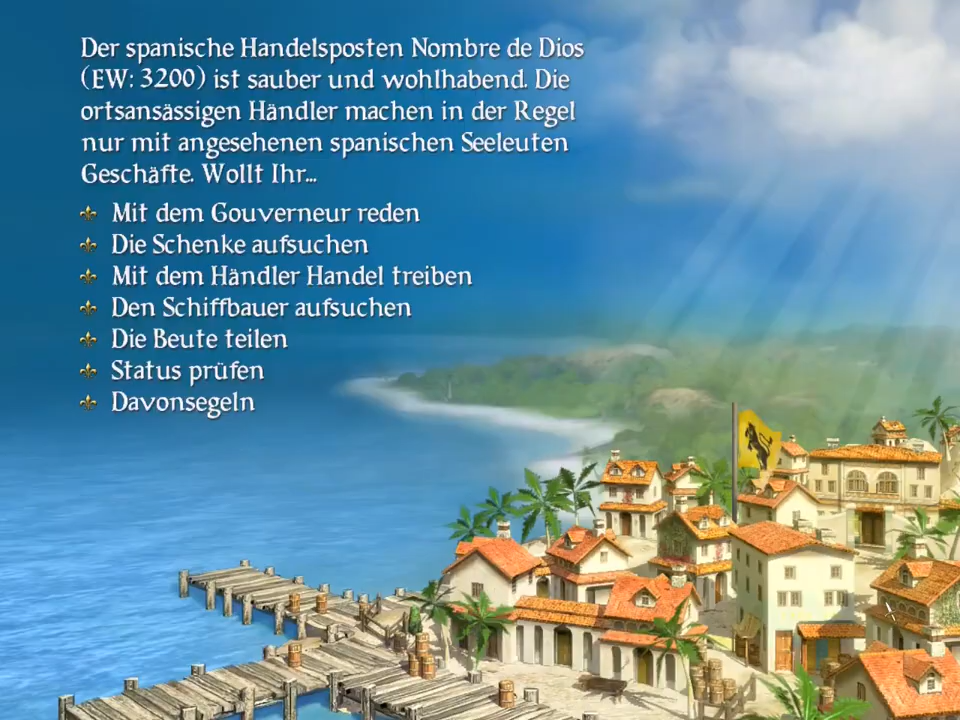 Der spanische Handelsposten Nombre de Dios
(EW: 3200) ist sauber und wohlhabend. Die
ortsansässigen Händler machen in der Regel
nur mit angesehenen spanischen Seeleuten
Geschäfte. Wollt Ihr...
Mit dem Gouverneur reden
Die Schenke aufsuchen
Mit dem Händler Handel treiben
Den Schiffbauer aufsuchen
Die Beute teilen
Status prüfen
Davonsegeln